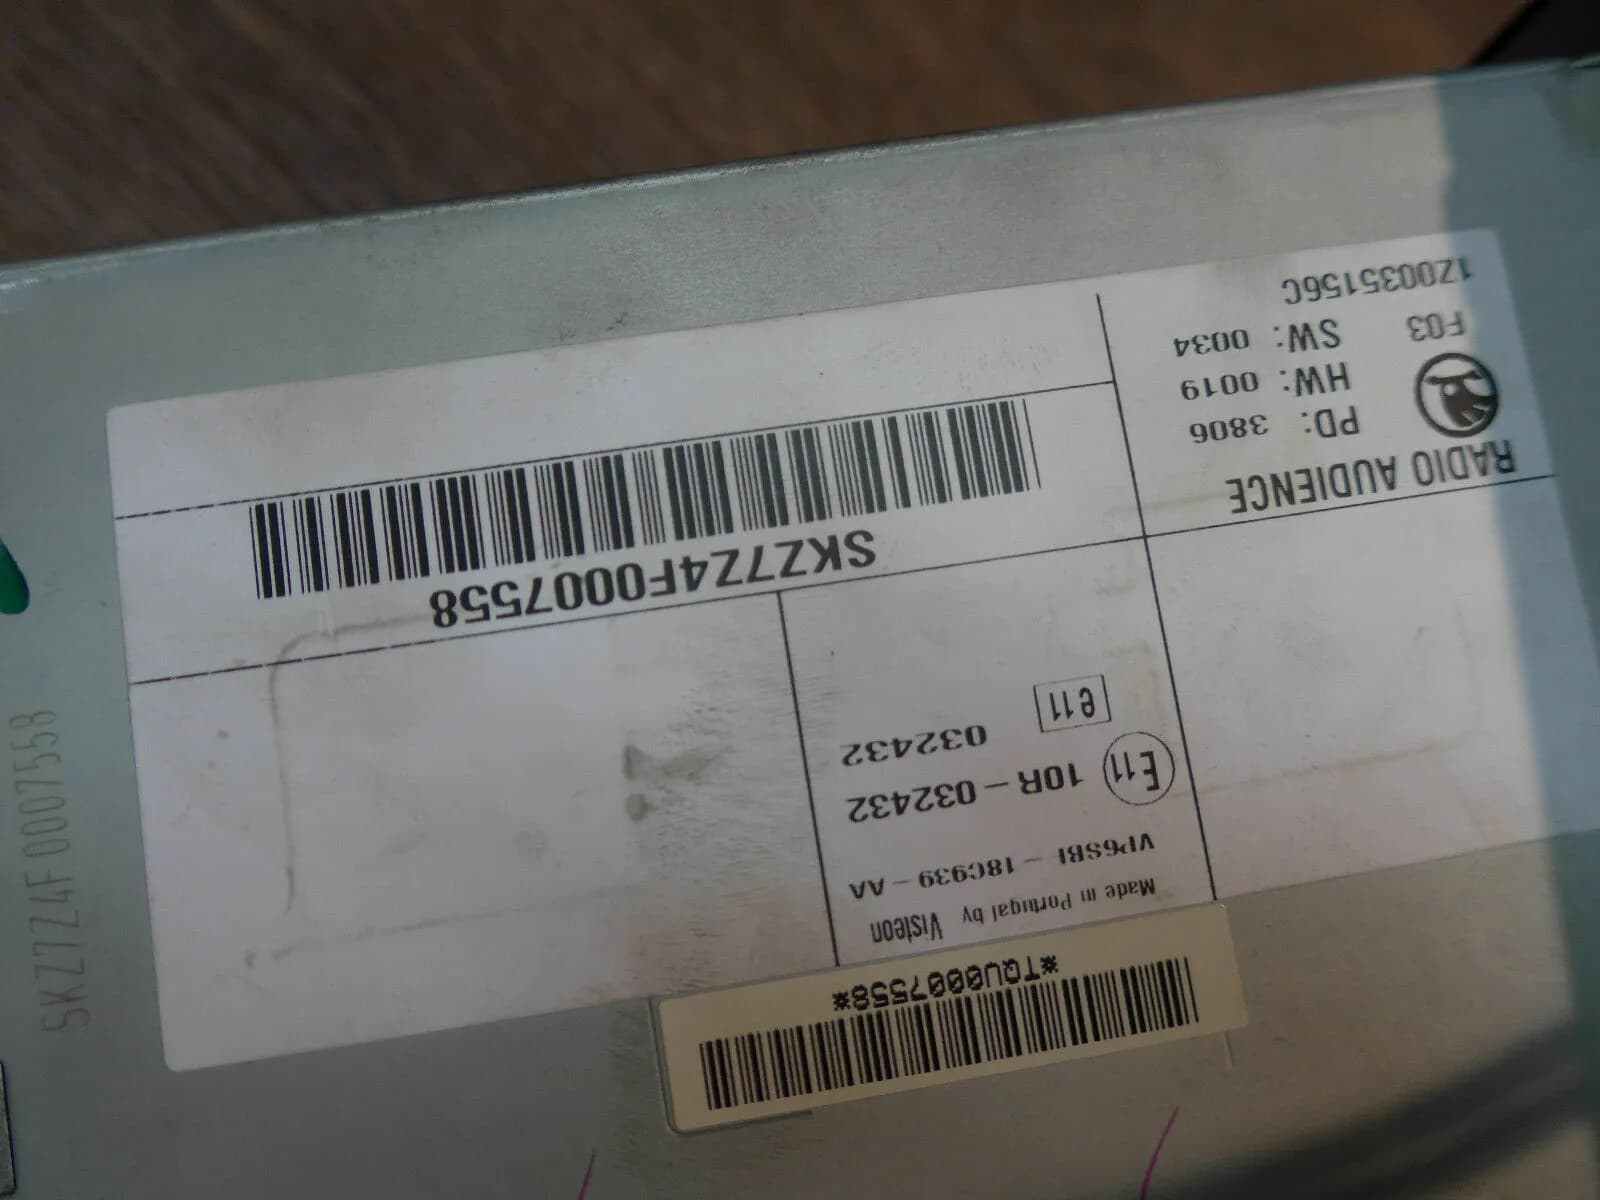 1Z0035156C
F03 SW: 0034
HW: 0019
PD: 3806
RADIO AUDIENCE
SKZ7Z4F0007558
e11 032432
E11 10R-032432
VP6SBF-18C939-AA
Made in Portugal by Visteon
*TQU0007558*
SKZ7Z4F0007558